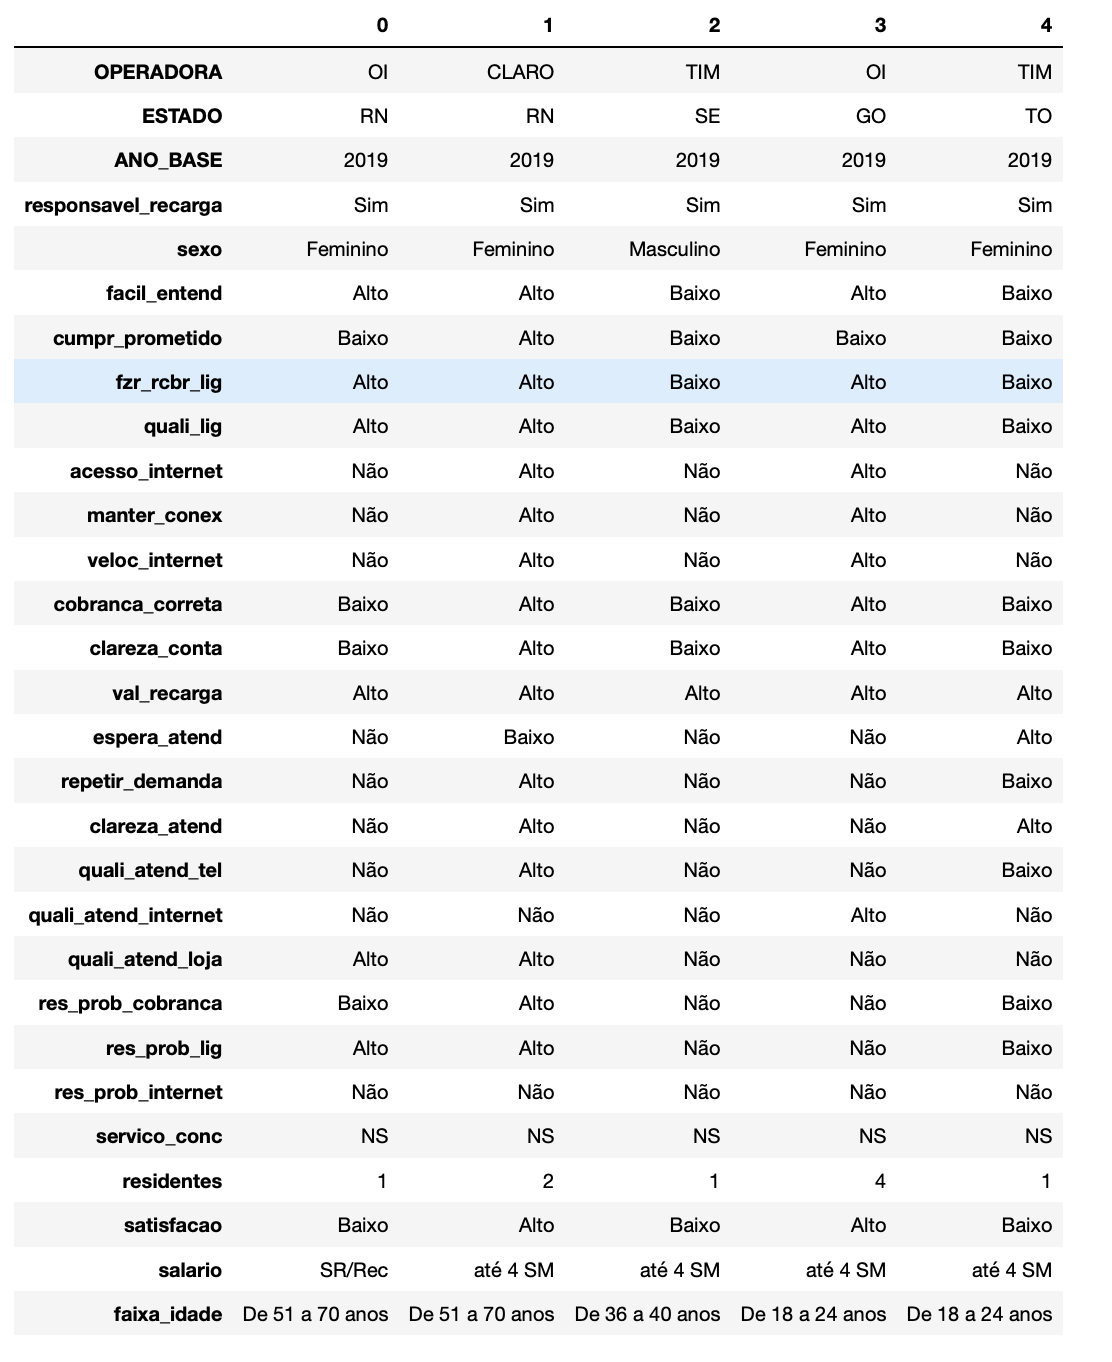 0 1 2 3 4
OPERADORA OI CLARO TIM OI TIM
ESTADO RN RN SE GO TO
ANO_BASE 2019 2019 2019 2019 2019
responsavel_recarga Sim Sim Sim Sim Sim
sexo Feminino Feminino Masculino Feminino Feminino
facil_entend Alto Alto Baixo Alto Baixo
cumpr_prometido Baixo Alto Baixo Baixo Baixo
fzr_rcbr_lig Alto Alto Baixo Alto Baixo
quali_lig Alto Alto Baixo Alto Baixo
acesso_internet Não Alto Não Alto Não
manter_conex Não Alto Não Alto Não
veloc_internet Não Alto Não Alto Não
cobranca_correta Baixo Alto Baixo Alto Baixo
clareza_conta Baixo Alto Baixo Alto Baixo
val_recarga Alto Alto Alto Alto Alto
espera_atend Não Baixo Não Não Alto
repetir_demanda Não Alto Não Não Baixo
clareza_atend Não Alto Não Não Alto
quali_atend_tel Não Alto Não Não Baixo
quali_atend_internet Não Não Não Alto Não
quali_atend_loja Alto Alto Não Não Não
res_prob_cobranca Baixo Alto Não Não Baixo
res_prob_lig Alto Alto Não Não Baixo
res_prob_internet Não Não Não Não Não
servico_conc NS NS NS NS NS
residentes 1 2 1 4 1
satisfacao Baixo Alto Baixo Alto Baixo
salario SR/Rec até 4 SM até 4 SM até 4 SM até 4 SM
faixa_idade De 51 a 70 anos De 51 a 70 anos De 36 a 40 anos De 18 a 24 anos De 18 a 24 anos